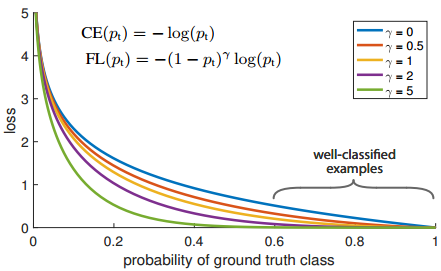 5
4
3
2
1
0
loss
CE(pₜ) = − log(pₜ)
FL(pₜ) = −(1 − pₜ)^γ log(pₜ)
γ = 0
γ = 0.5
γ = 1
γ = 2
γ = 5
well-classified
examples
0 0.2 0.4 0.6 0.8 1
probability of ground truth class